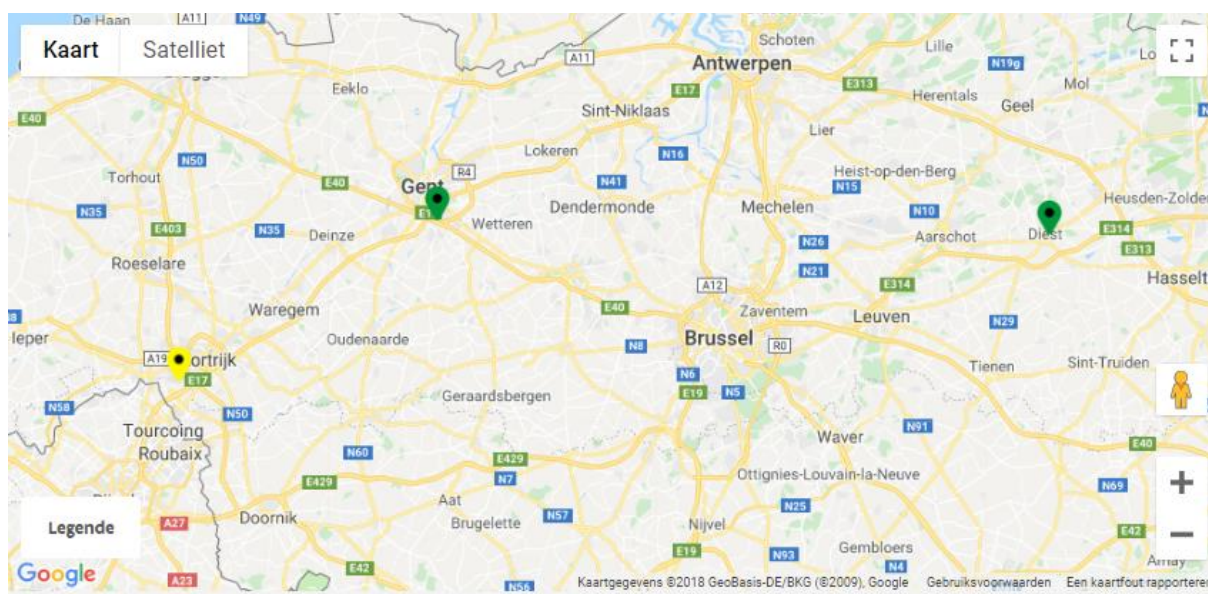 De Haan
A11
N49
Kaart
Satelliet
Schoten
Lille
A11
Antwerpen
N19g
Lo
Eeklo
E17
E313
Herentals
Mol
Geel
E40
Sint-Niklaas
Lier
N50
Lokeren
N16
Heist-op-den-Berg
Torhout
E40
Gent
R4
N41
N15
Heusden-Zolder
N35
E1
Wetteren
Dendermonde
Mechelen
N10
E403
N35
Deinze
N26
Aarschot
Diest
E314
E313
Roeselare
N21
A12
E314
Hasselt
Waregem
E40
Zaventem
Leuven
N29
Ieper
Oudenaarde
N8
Brussel
R0
A19
ortrijk
E17
Tienen
Sint-Truiden
N6
E19
N5
Geraardsbergen
N58
N50
Tourcoing
Roubaix
N60
Waver
N91
E40
E429
E429
N7
Ottignies-Louvain-la-Neuve
N69
Aat
Legende
A27
Doornik
Brugelette
N57
Nijvel
N25
E42
E19
N93
Gembloers
N4
Amay
Google
A23
E42
N56
Kaartgegevens ©2018 GeoBasis-DE/BKG (©2009), Google
Gebruiksvoorwaarden
Een kaartfout rapporteren